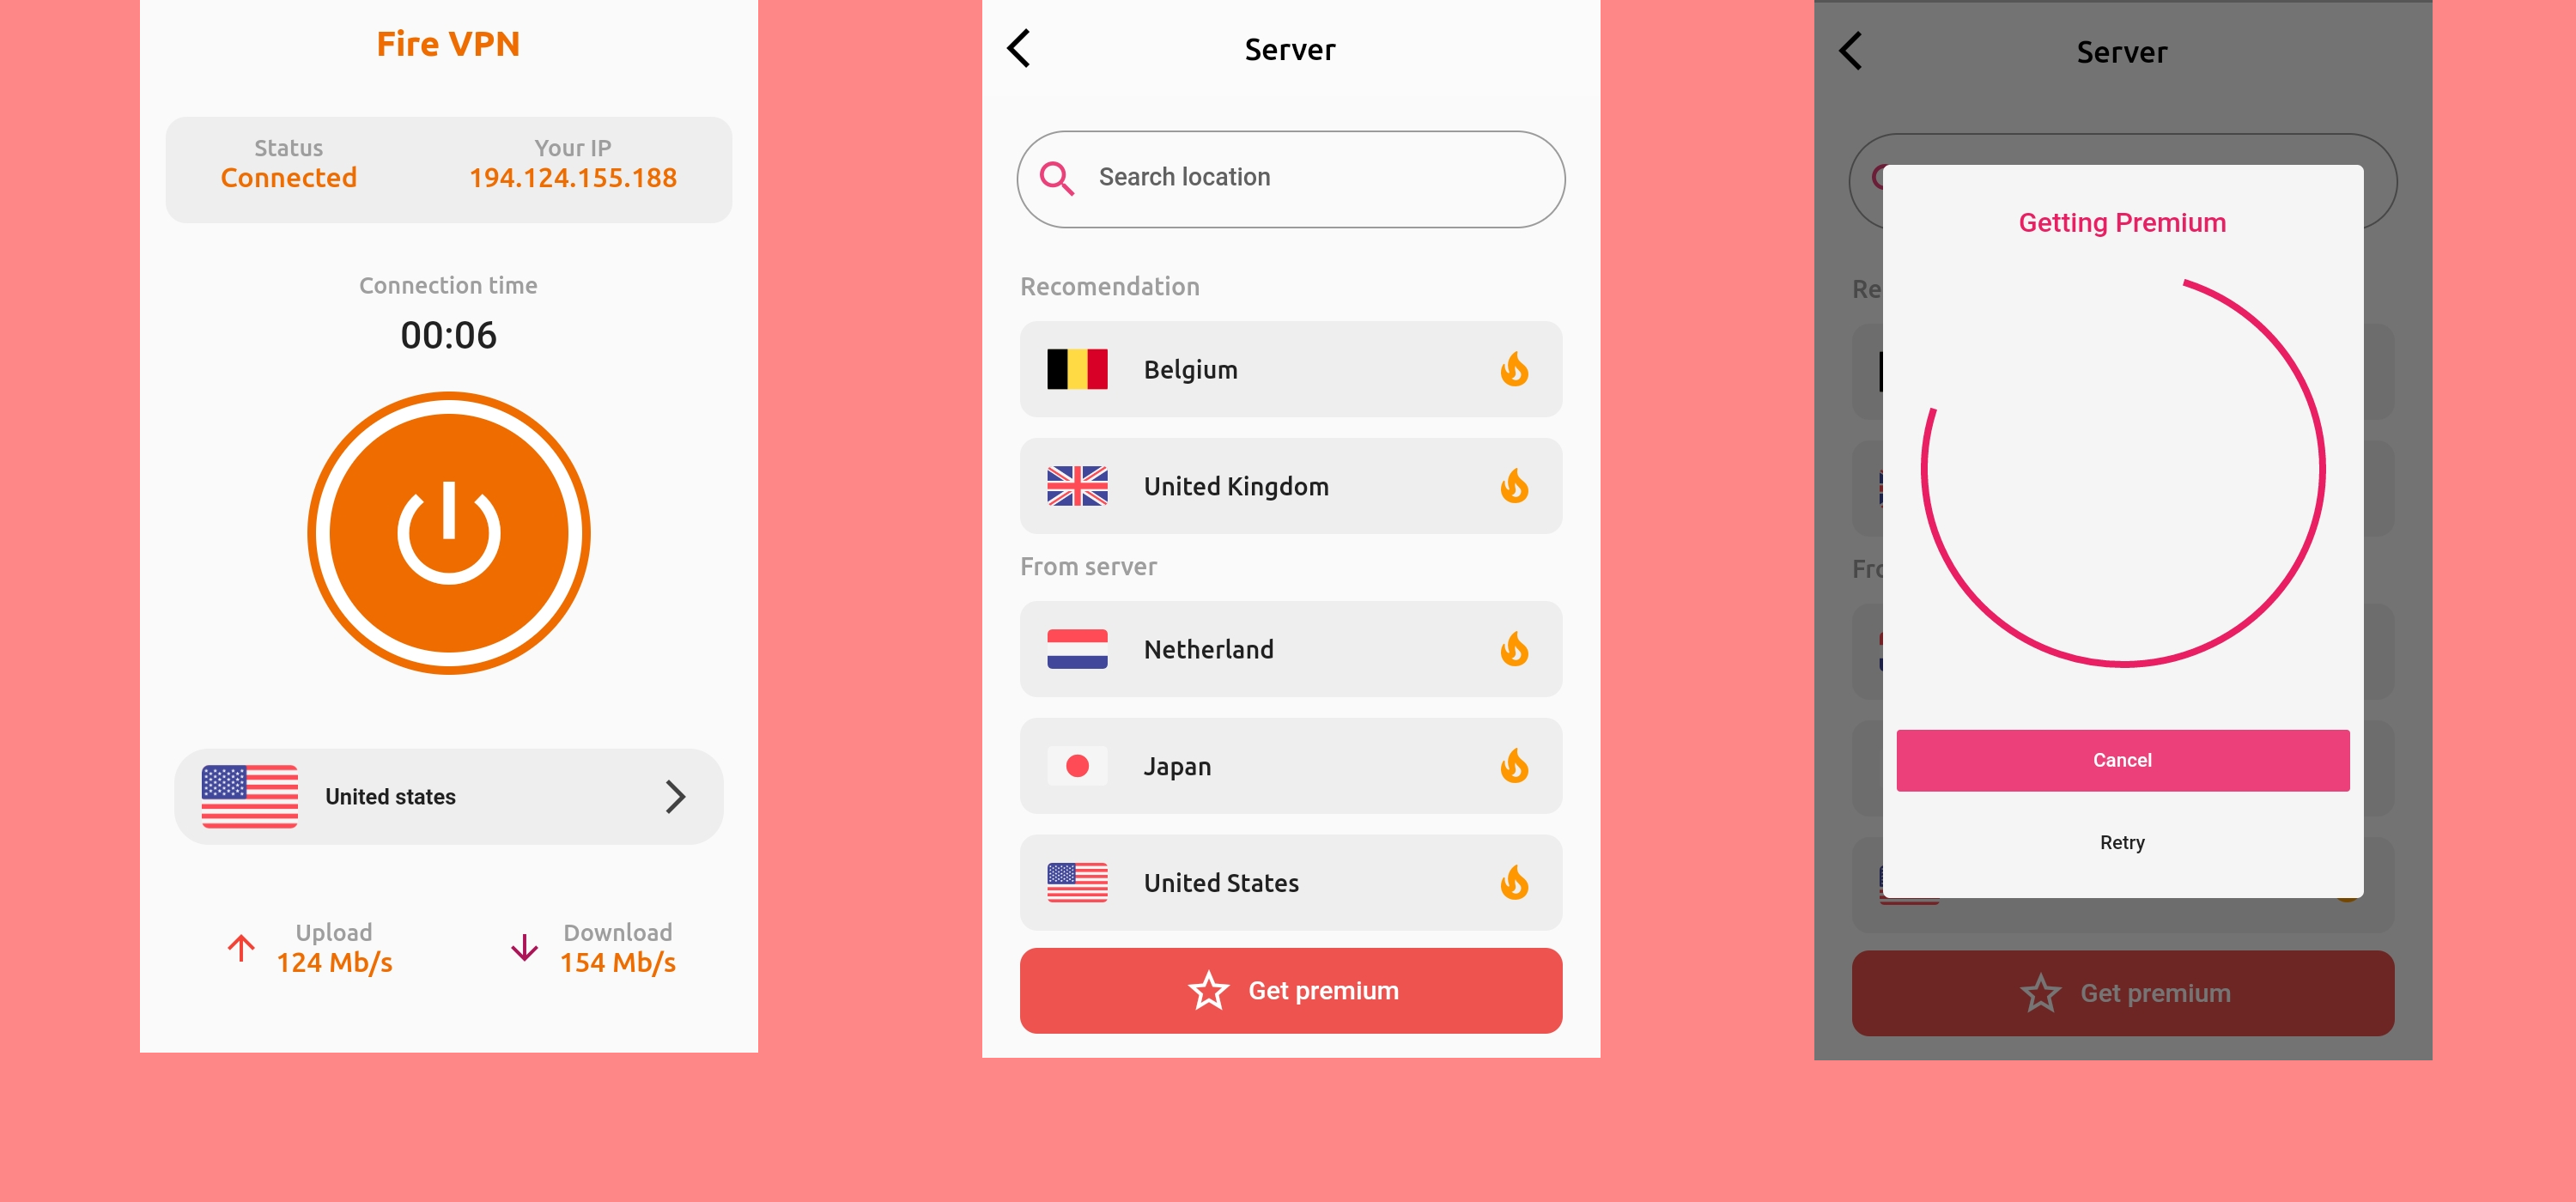 Fire VPN
Status
Your IP
Connected
194.124.155.188
Connection time
00:06
United states
Upload
Download
124 Mb/s
154 Mb/s
Server
Search location
Recomendation
Belgium
United Kingdom
From server
Netherland
Japan
United States
Get premium
Server
Getting Premium
Re
Fro
Cancel
Retry
Get premium